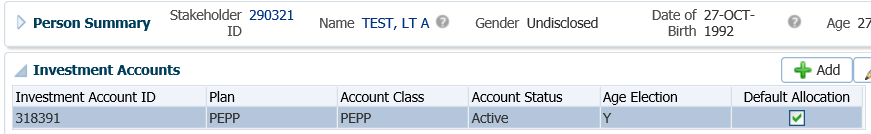 Person Summary Stakeholder ID 290321 Name TEST, LT A Gender Undisclosed Date of Birth 27-OCT-1992 Age 27
Investment Accounts Add
Investment Account ID Plan Account Class Account Status Age Election Default Allocation
318391 PEPP PEPP Active Y